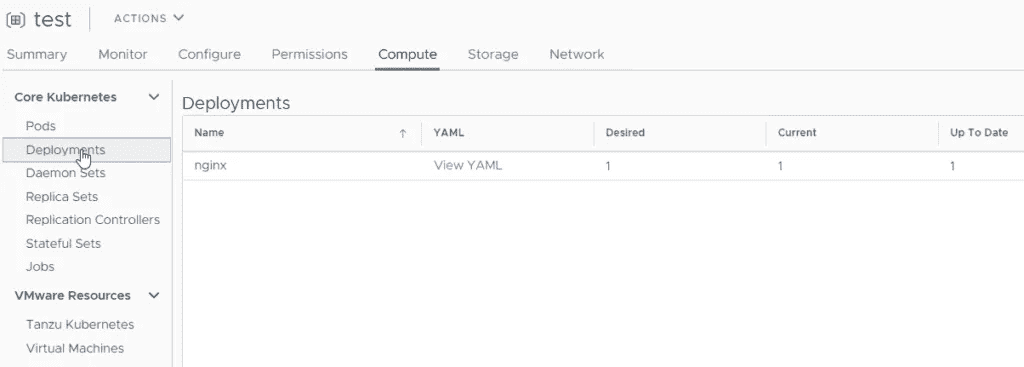 test ACTIONS
Summary Monitor Configure Permissions Compute Storage Network
Core Kubernetes
Pods
Deployments
Daemon Sets
Replica Sets
Replication Controllers
Stateful Sets
Jobs
VMware Resources
Tanzu Kubernetes
Virtual Machines
Deployments
Name YAML Desired Current Up To Date
nginx View YAML 1 1 1